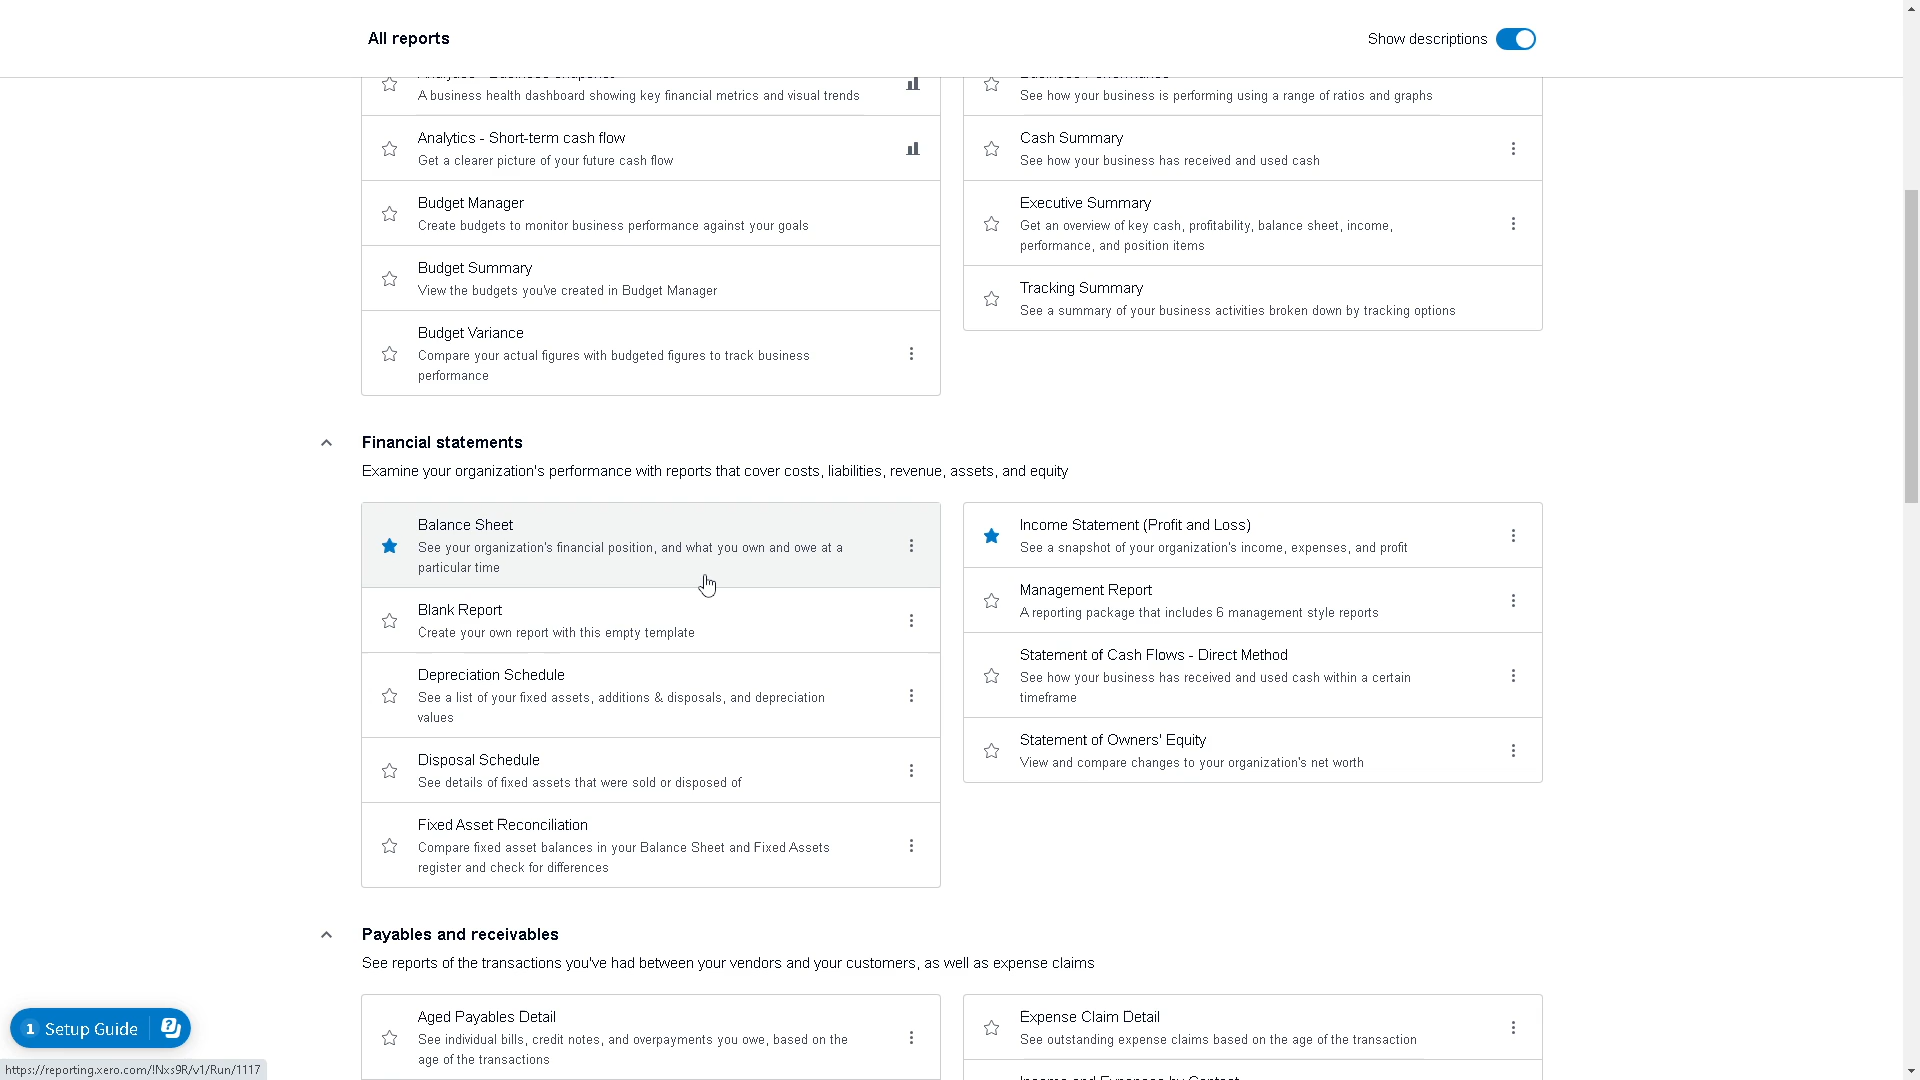 All reports
Show descriptions
A business health dashboard showing key financial metrics and visual trends
Analytics - Short-term cash flow
Get a clearer picture of your future cash flow
Budget Manager
Create budgets to monitor business performance against your goals
Budget Summary
View the budgets you've created in Budget Manager
Budget Variance
Compare your actual figures with budgeted figures to track business
performance
See how your business is performing using a range of ratios and graphs
Cash Summary
See how your business has received and used cash
Executive Summary
Get an overview of key cash, profitability, balance sheet, income,
performance, and position items
Tracking Summary
See a summary of your business activities broken down by tracking options
Financial statements
Examine your organization's performance with reports that cover costs, liabilities, revenue, assets, and equity
Balance Sheet
See your organization's financial position, and what you own and owe at a
particular time
Blank Report
Create your own report with this empty template
Depreciation Schedule
See a list of your fixed assets, additions & disposals, and depreciation
values
Disposal Schedule
See details of fixed assets that were sold or disposed of
Fixed Asset Reconciliation
Compare fixed asset balances in your Balance Sheet and Fixed Assets
register and check for differences
Income Statement (Profit and Loss)
See a snapshot of your organization's income, expenses, and profit
Management Report
A reporting package that includes 6 management style reports
Statement of Cash Flows - Direct Method
See how your business has received and used cash within a certain
timeframe
Statement of Owners' Equity
View and compare changes to your organization's net worth
Payables and receivables
See reports of the transactions you've had between your vendors and your customers, as well as expense claims
Aged Payables Detail
See individual bills, credit notes, and overpayments you owe, based on the
age of the transactions
Expense Claim Detail
See outstanding expense claims based on the age of the transaction
1 Setup Guide
https://reporting.xero.com/!Nxs9R/v1/Run/1117